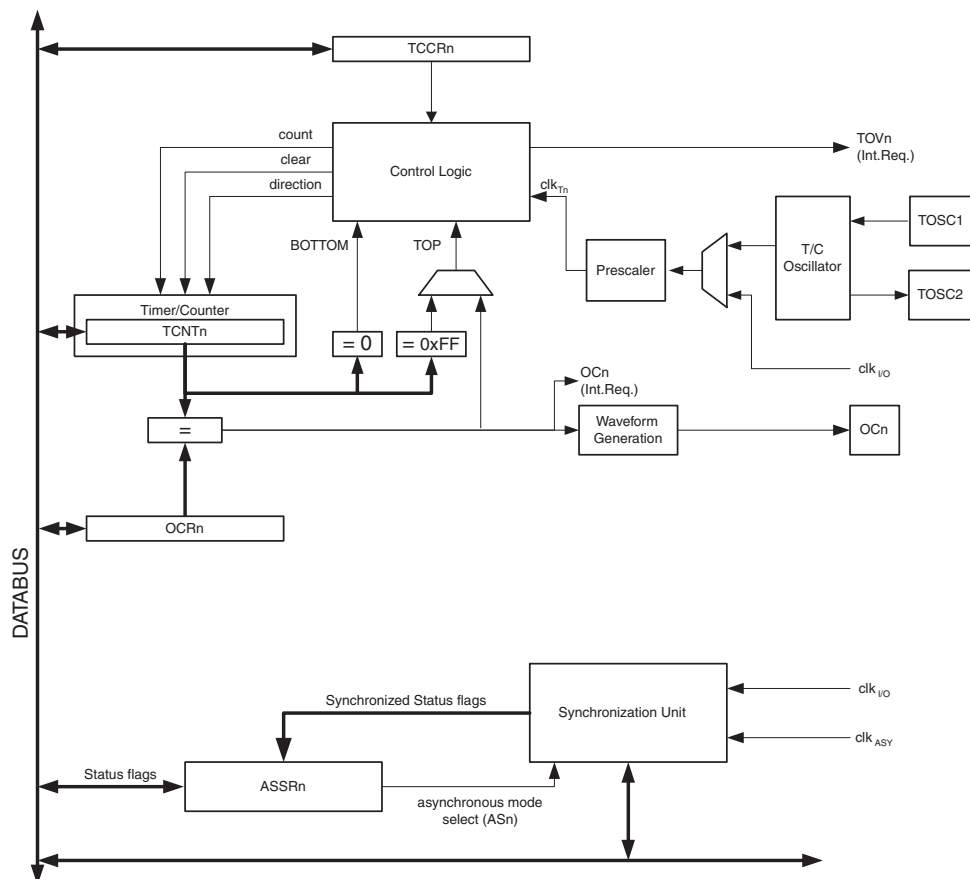 TCCRn
count
clear
direction
Control Logic
TOVn
(Int.Req.)
clkTn
BOTTOM
TOP
TOSC1
T/C
Oscillator
Prescaler
TOSC2
Timer/Counter
TCNTn
= 0
= 0xFF
clkI/O
OCn
(Int.Req.)
=
Waveform
Generation
OCn
OCRn
DATABUS
Synchronized Status flags
Synchronization Unit
clkI/O
clkASY
Status flags
ASSRn
asynchronous mode
select (ASn)